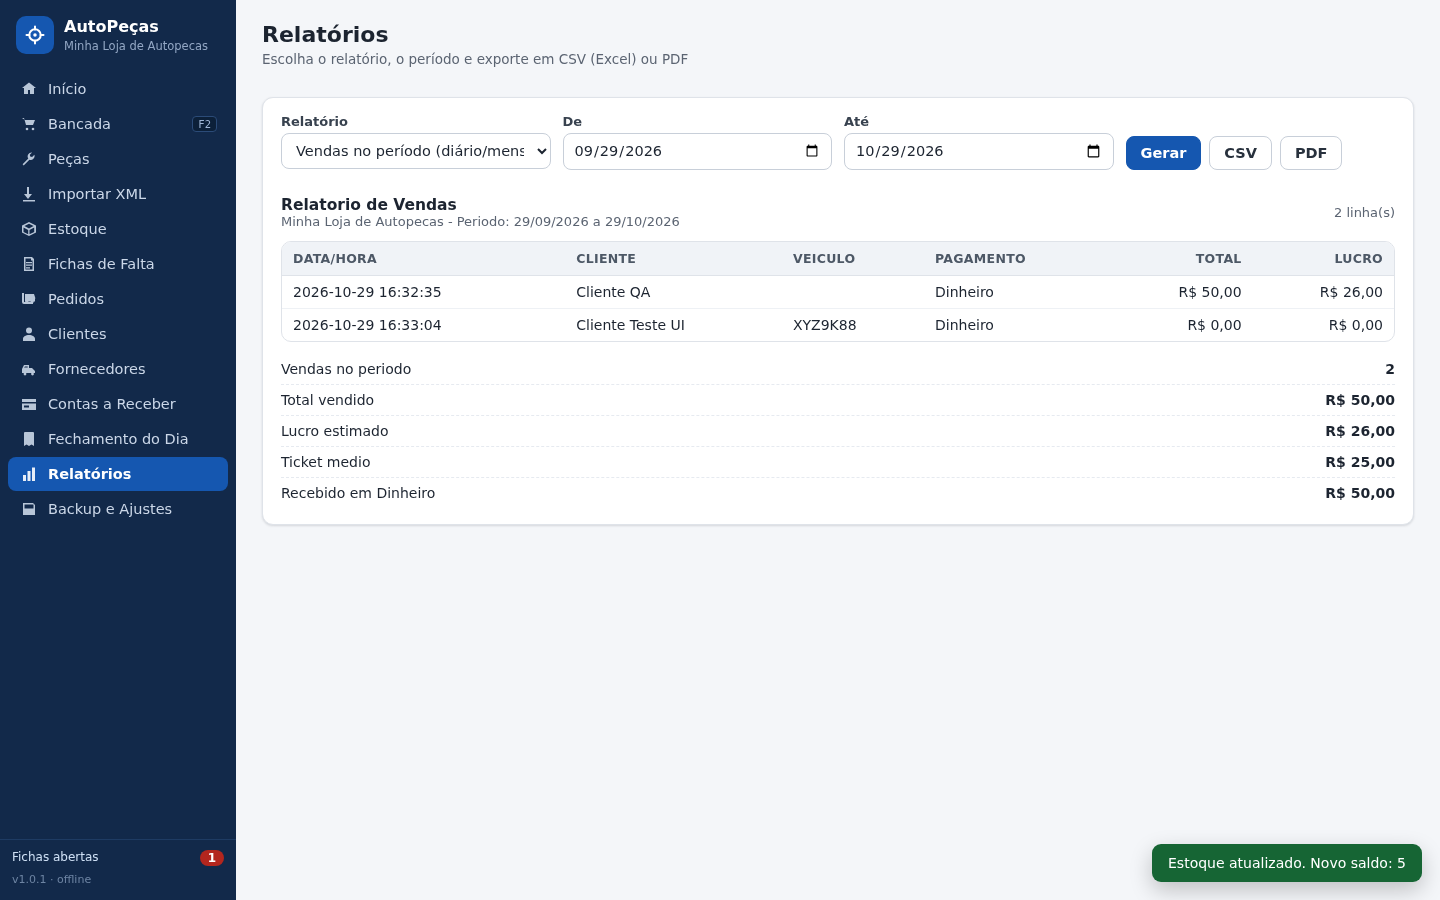 AutoPeças
Minha Loja de Autopecas
Início
Bancada F2
Peças
Importar XML
Estoque
Fichas de Falta
Pedidos
Clientes
Fornecedores
Contas a Receber
Fechamento do Dia
Relatórios
Backup e Ajustes
Fichas abertas 1
v1.0.1 · offline
Relatórios
Escolha o relatório, o período e exporte em CSV (Excel) ou PDF
Relatório De Até
Vendas no período (diário/mens 09/29/2026 10/29/2026 Gerar CSV PDF
Relatorio de Vendas
Minha Loja de Autopecas - Periodo: 29/09/2026 a 29/10/2026 2 linha(s)
DATA/HORA CLIENTE VEICULO PAGAMENTO TOTAL LUCRO
2026-10-29 16:32:35 Cliente QA Dinheiro R$ 50,00 R$ 26,00
2026-10-29 16:33:04 Cliente Teste UI XYZ9K88 Dinheiro R$ 0,00 R$ 0,00
Vendas no periodo 2
Total vendido R$ 50,00
Lucro estimado R$ 26,00
Ticket medio R$ 25,00
Recebido em Dinheiro R$ 50,00
Estoque atualizado. Novo saldo: 5